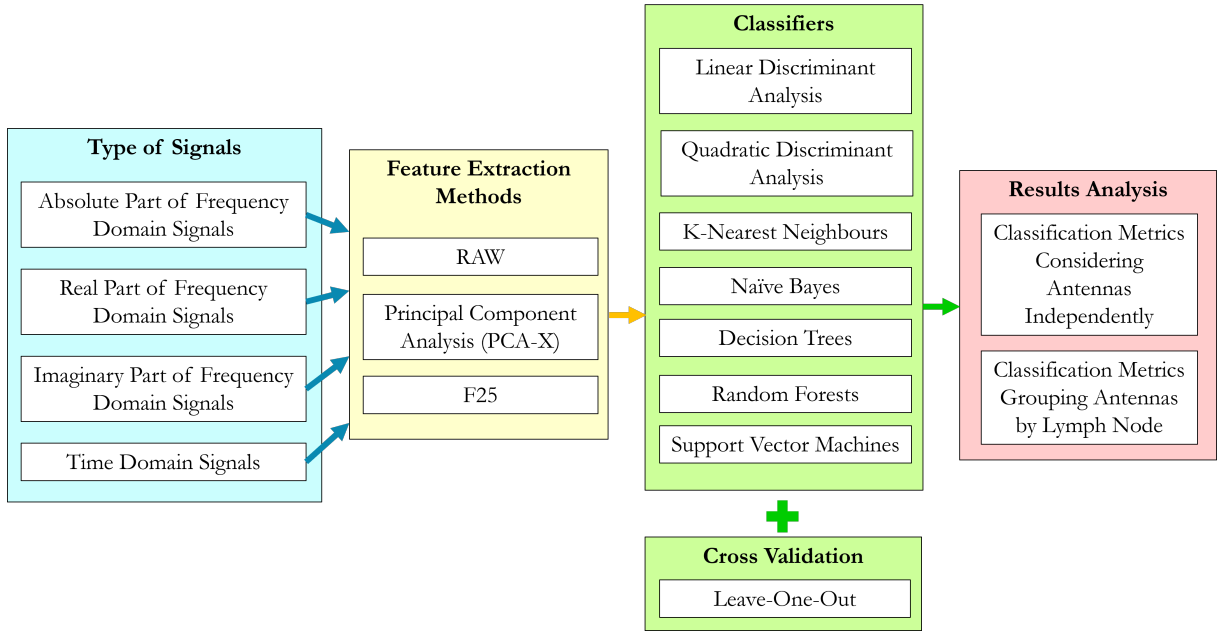 Type of Signals
Absolute Part of Frequency
Domain Signals
Real Part of Frequency
Domain Signals
Imaginary Part of Frequency
Domain Signals
Time Domain Signals
Feature Extraction
Methods
RAW
Principal Component
Analysis (PCA-X)
F25
Classifiers
Linear Discriminant
Analysis
Quadratic Discriminant
Analysis
K-Nearest Neighbours
Naïve Bayes
Decision Trees
Random Forests
Support Vector Machines
Cross Validation
Leave-One-Out
Results Analysis
Classification Metrics
Considering
Antennas
Independently
Classification Metrics
Grouping Antennas
by Lymph Node